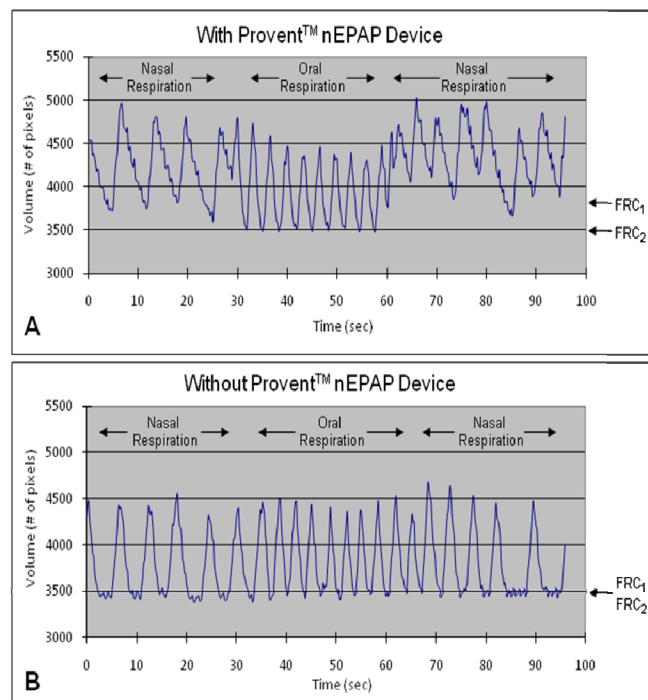 With Provent™ nEPAP Device
Nasal Respiration
Oral Respiration
Nasal Respiration
Volume (# of pixels)
5500
5000
4500
4000
3500
3000
FRC1
FRC2
0 10 20 30 40 50 60 70 80 90 100
Time (sec)
A
Without Provent™ nEPAP Device
Nasal Respiration
Oral Respiration
Nasal Respiration
Volume (# of pixels)
5500
5000
4500
4000
3500
3000
FRC1
FRC2
0 10 20 30 40 50 60 70 80 90 100
Time (sec)
B